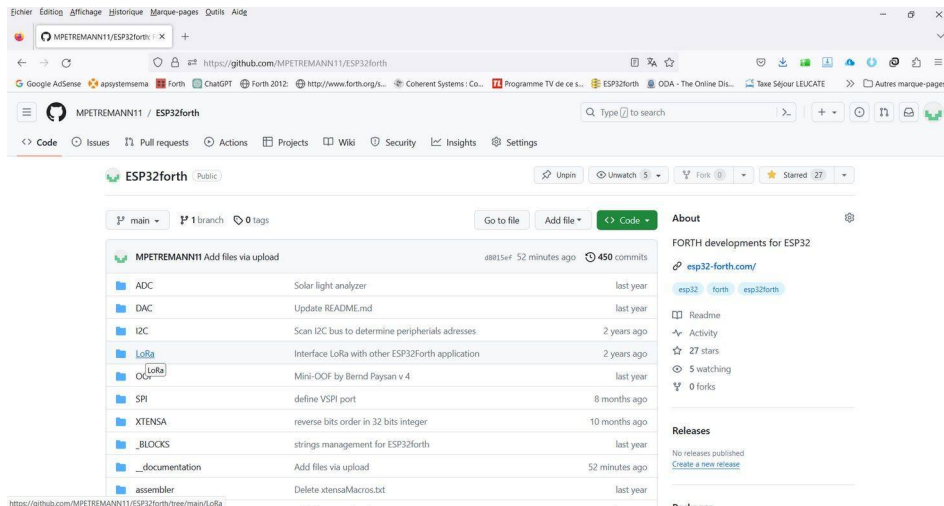 Fichier Édition Affichage Historique Marque-pages Outils Aide
MPETREMANN11/ESP32forth: F
https://github.com/MPETREMANN11/ESP32forth
Google AdSense apsystemsema Forth ChatGPT Forth 2012: http://www.forth.org/s... Coherent Systems : Co... Programme TV de ce s... ESP32forth ODA - The Online Dis... Taxe Séjour LEUCATE Autres marque-pages
MPETREMANN11 / ESP32forth Type / to search
Code Issues Pull requests Actions Projects Wiki Security Insights Settings
ESP32forth Public Unpin Unwatch 5 Fork 0 Starred 27
main 1 branch 0 tags Go to file Add file Code
MPETREMANN11 Add files via upload d8015ef 52 minutes ago 450 commits
ADC Solar light analyzer last year
DAC Update README.md last year
I2C Scan I2C bus to determine peripherials adresses 2 years ago
LoRa Interface LoRa with other ESP32Forth application 2 years ago
LoRa
OOF Mini-OOF by Bernd Paysan v 4 last year
SPI define VSPI port 8 months ago
XTENSA reverse bits order in 32 bits integer 10 months ago
_BLOCKS strings management for ESP32forth last year
__documentation Add files via upload 52 minutes ago
assembler Delete xtensaMacros.txt last year
About
FORTH developments for ESP32
esp32-forth.com/
esp32 forth esp32forth
Readme
Activity
27 stars
5 watching
0 forks
Releases
No releases published
Create a new release
https://github.com/MPETREMANN11/ESP32forth/tree/main/LoRa